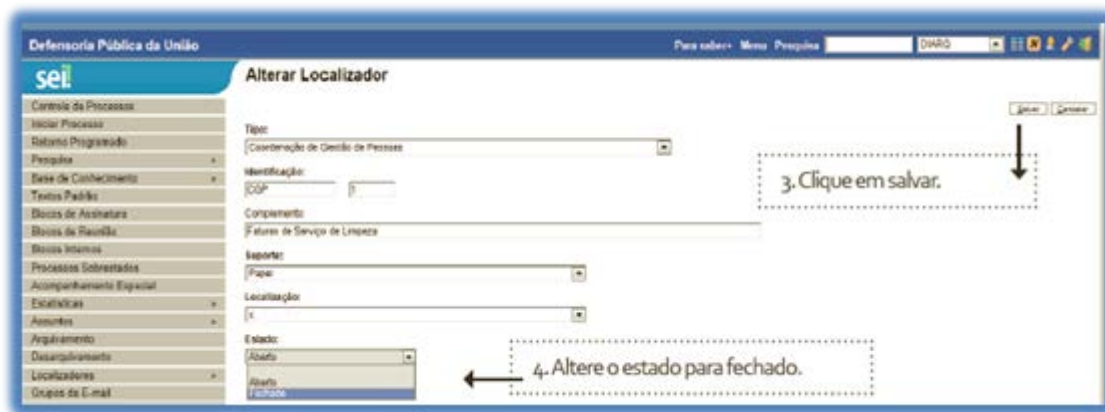 Defensoria Pública da União
Para saber+ Menu Pesquisa DIARQ
sei!
Alterar Localizador
Salvar Cancelar
Controle de Processos
Iniciar Processo
Retorno Programado
Pesquisa
Base de Conhecimento
Textos Padrão
Blocos de Assinatura
Blocos de Reunião
Blocos Internos
Processos Sobrestados
Acompanhamento Especial
Estatísticas
Assuntos
Arquivamento
Desarquivamento
Localizadores
Grupos de E-mail
Tipo:
Coordenação de Gestão de Pessoas
Identificação:
CGP 1
Complemento:
Faturas de Serviço de Limpeza
Suporte:
Papel
Localização:
Estado:
Aberto
Aberto
Fechado
3. Clique em salvar.
4. Altere o estado para fechado.